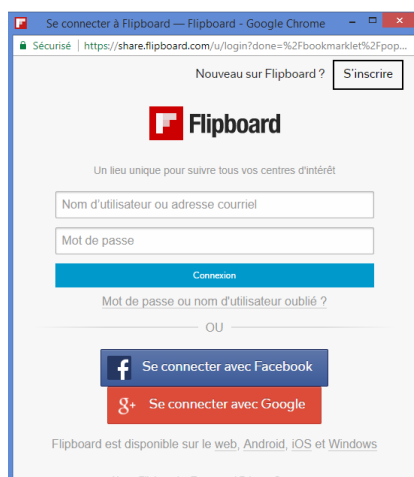 Se connecter à Flipboard — Flipboard - Google Chrome
Sécurisé | https://share.flipboard.com/u/login?done=%2Fbookmarklet%2Fpop...
Nouveau sur Flipboard ? S'inscrire
Flipboard
Un lieu unique pour suivre tous vos centres d'intérêt
Nom d'utilisateur ou adresse courriel
Mot de passe
Connexion
Mot de passe ou nom d'utilisateur oublié ?
OU
f Se connecter avec Facebook
g+ Se connecter avec Google
Flipboard est disponible sur le web, Android, iOS et Windows